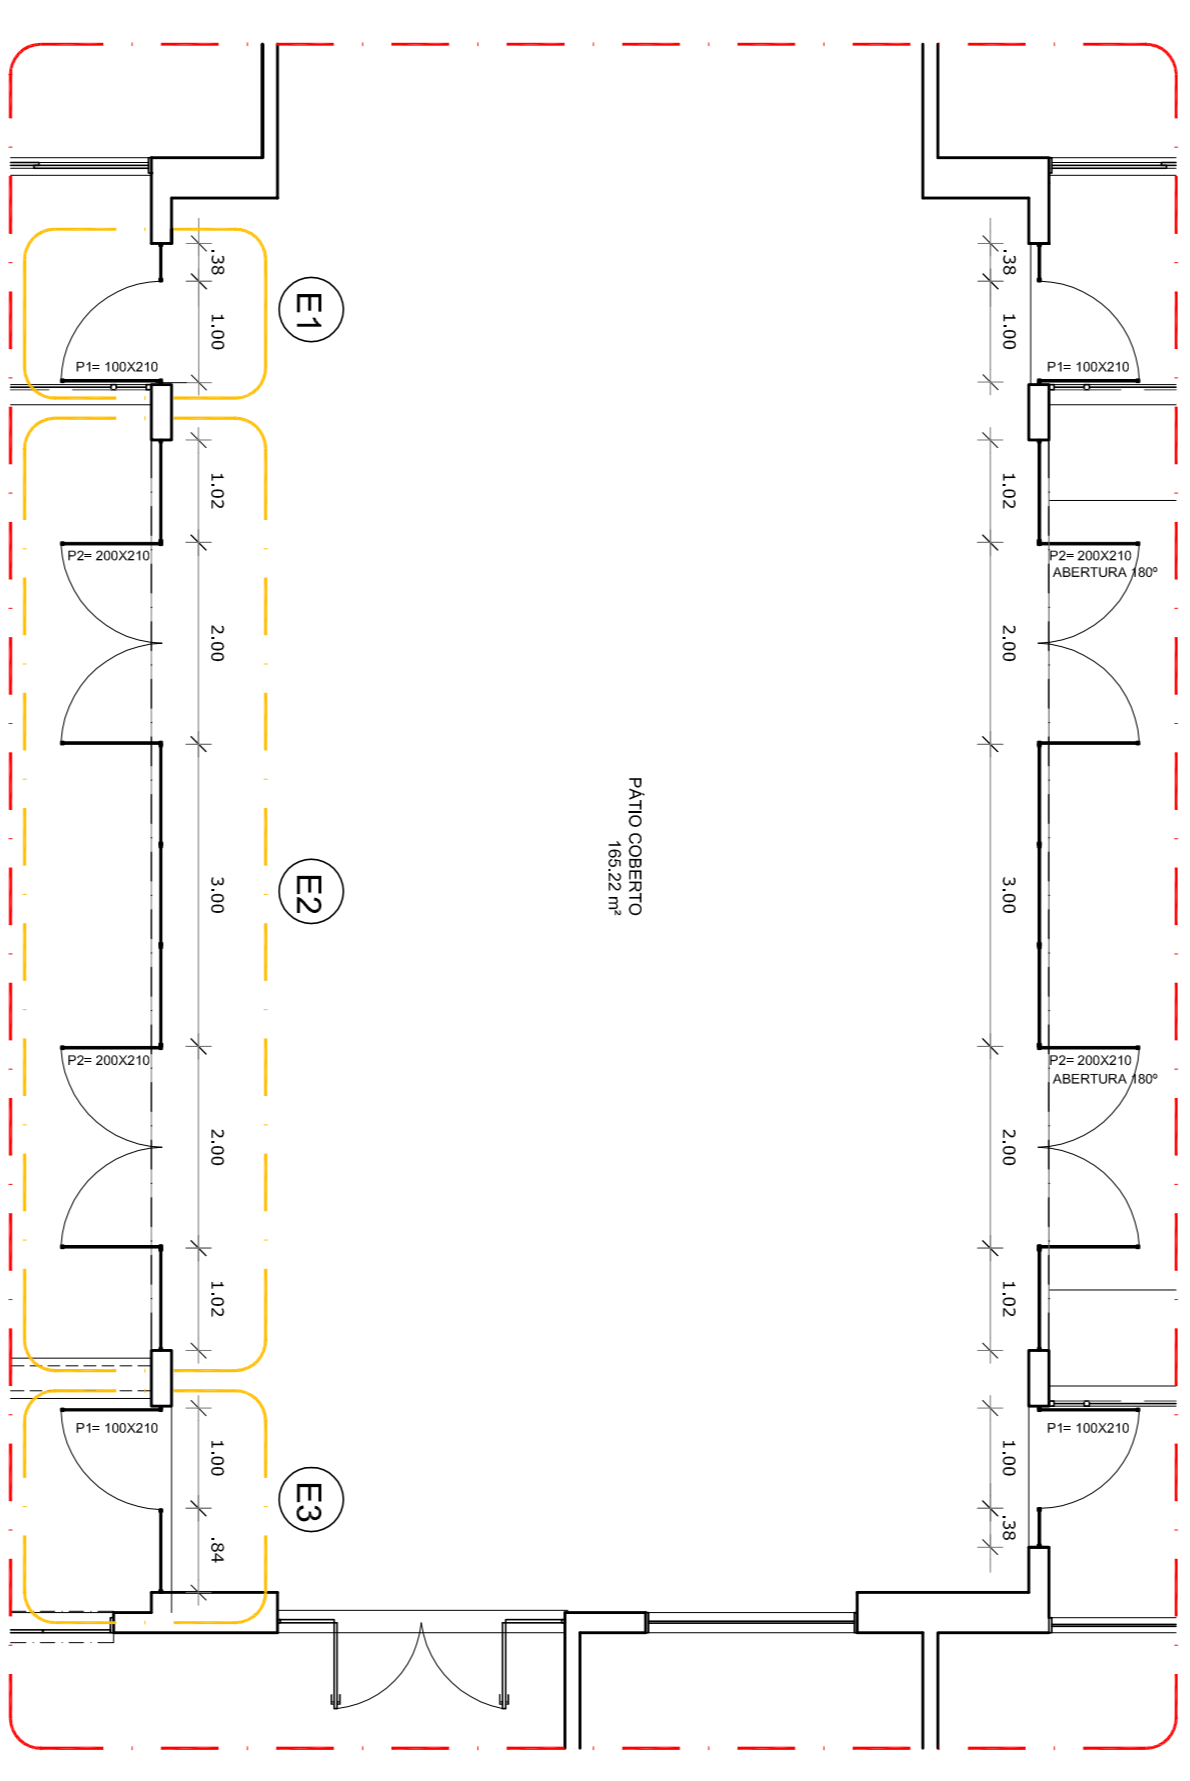 .38
1.00
E1
P1= 100X210
1.02
P2= 200X210
2.00
3.00
E2
P2= 200X210
2.00
1.02
P1= 100X210
1.00
E3
.84
PÁTIO COBERTO
165.22 m²
.38
1.00
P1= 100X210
1.02
P2= 200X210
ABERTURA 180º
2.00
3.00
P2= 200X210
ABERTURA 180º
2.00
1.02
P1= 100X210
1.00
.38